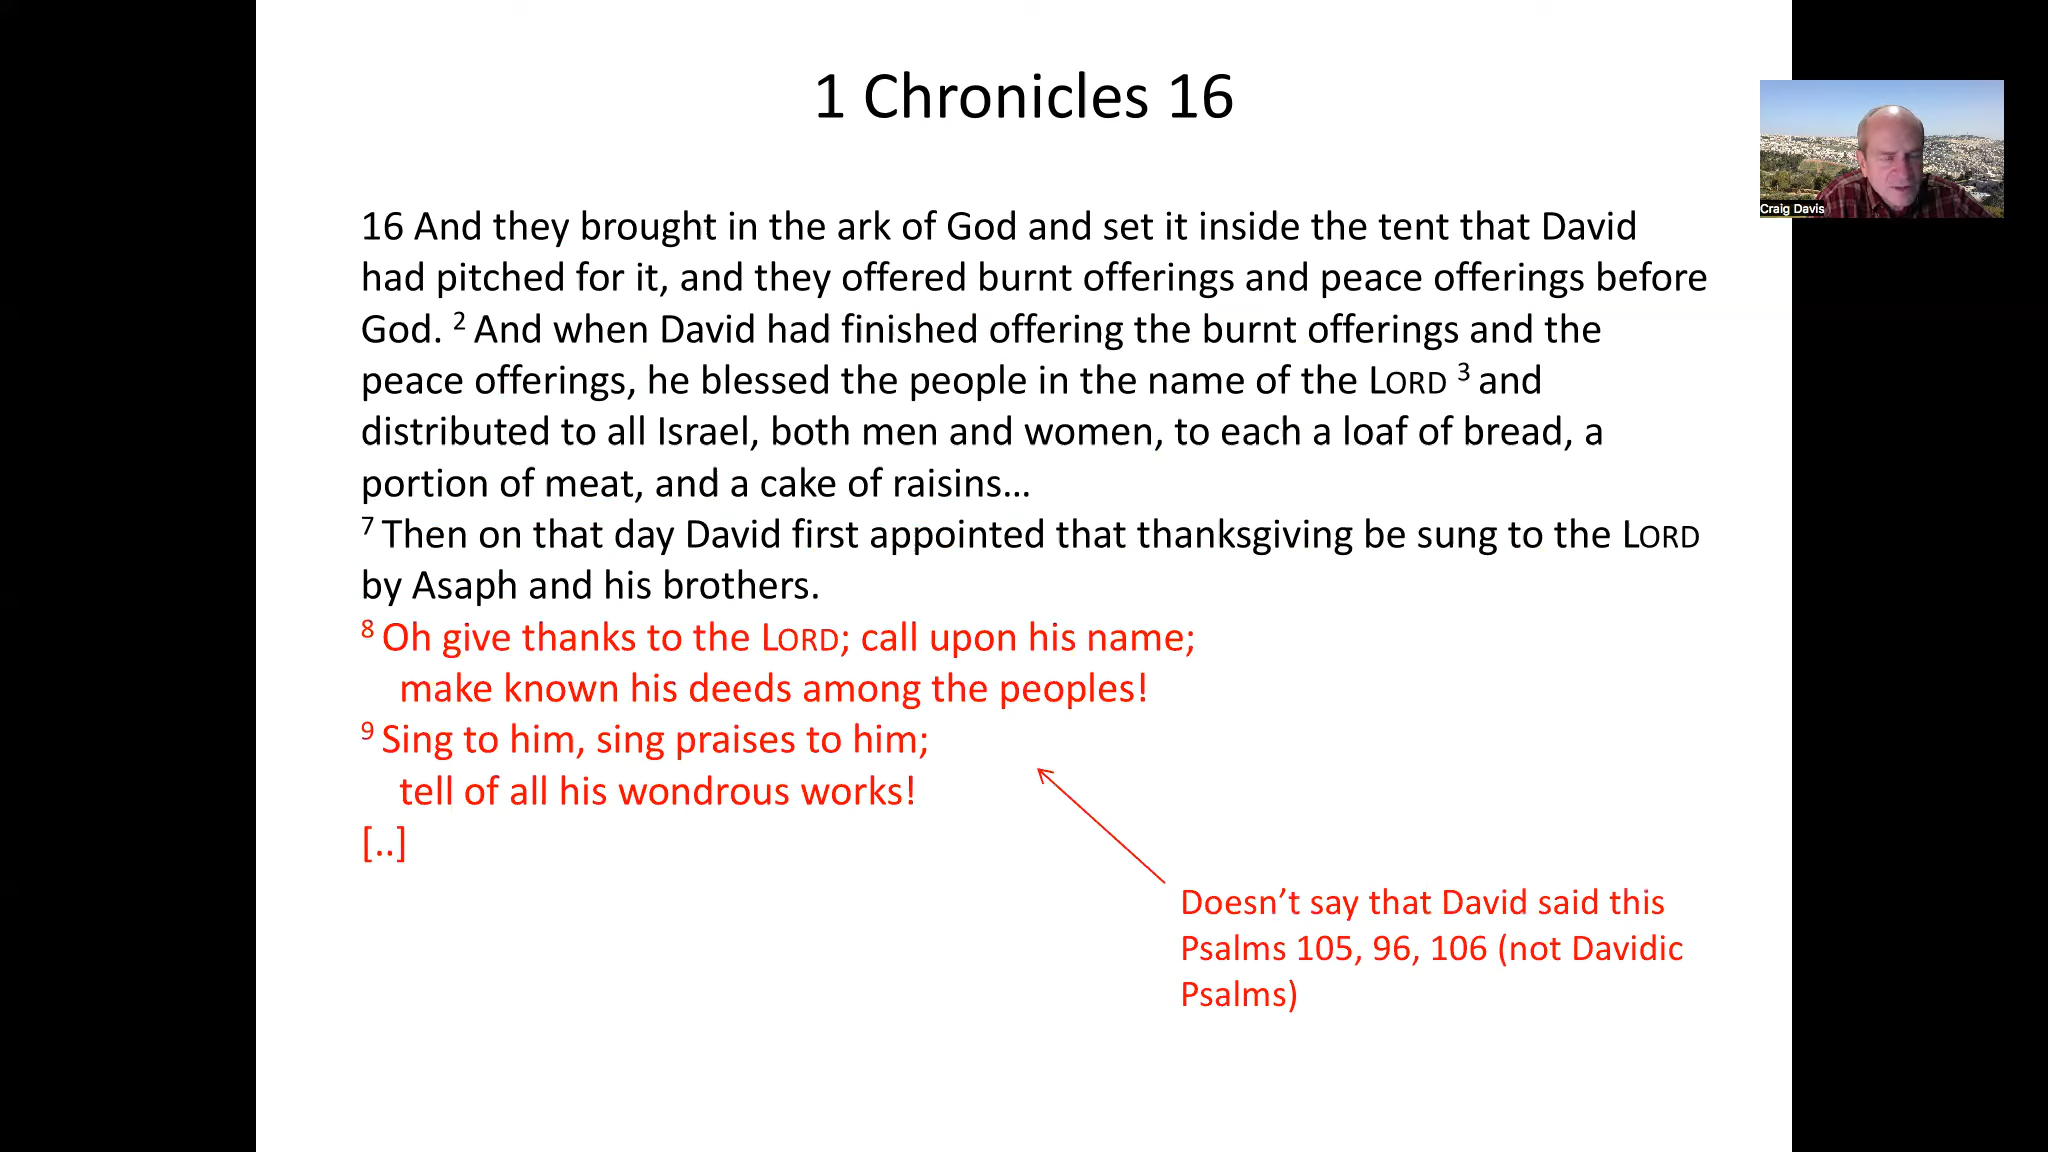 1 Chronicles 16
Craig Davis
16 And they brought in the ark of God and set it inside the tent that David
had pitched for it, and they offered burnt offerings and peace offerings before
God. 2 And when David had finished offering the burnt offerings and the
peace offerings, he blessed the people in the name of the LORD 3 and
distributed to all Israel, both men and women, to each a loaf of bread, a
portion of meat, and a cake of raisins…
7 Then on that day David first appointed that thanksgiving be sung to the LORD
by Asaph and his brothers.
8 Oh give thanks to the LORD; call upon his name;
make known his deeds among the peoples!
9 Sing to him, sing praises to him;
tell of all his wondrous works!
[..]
Doesn’t say that David said this
Psalms 105, 96, 106 (not Davidic
Psalms)